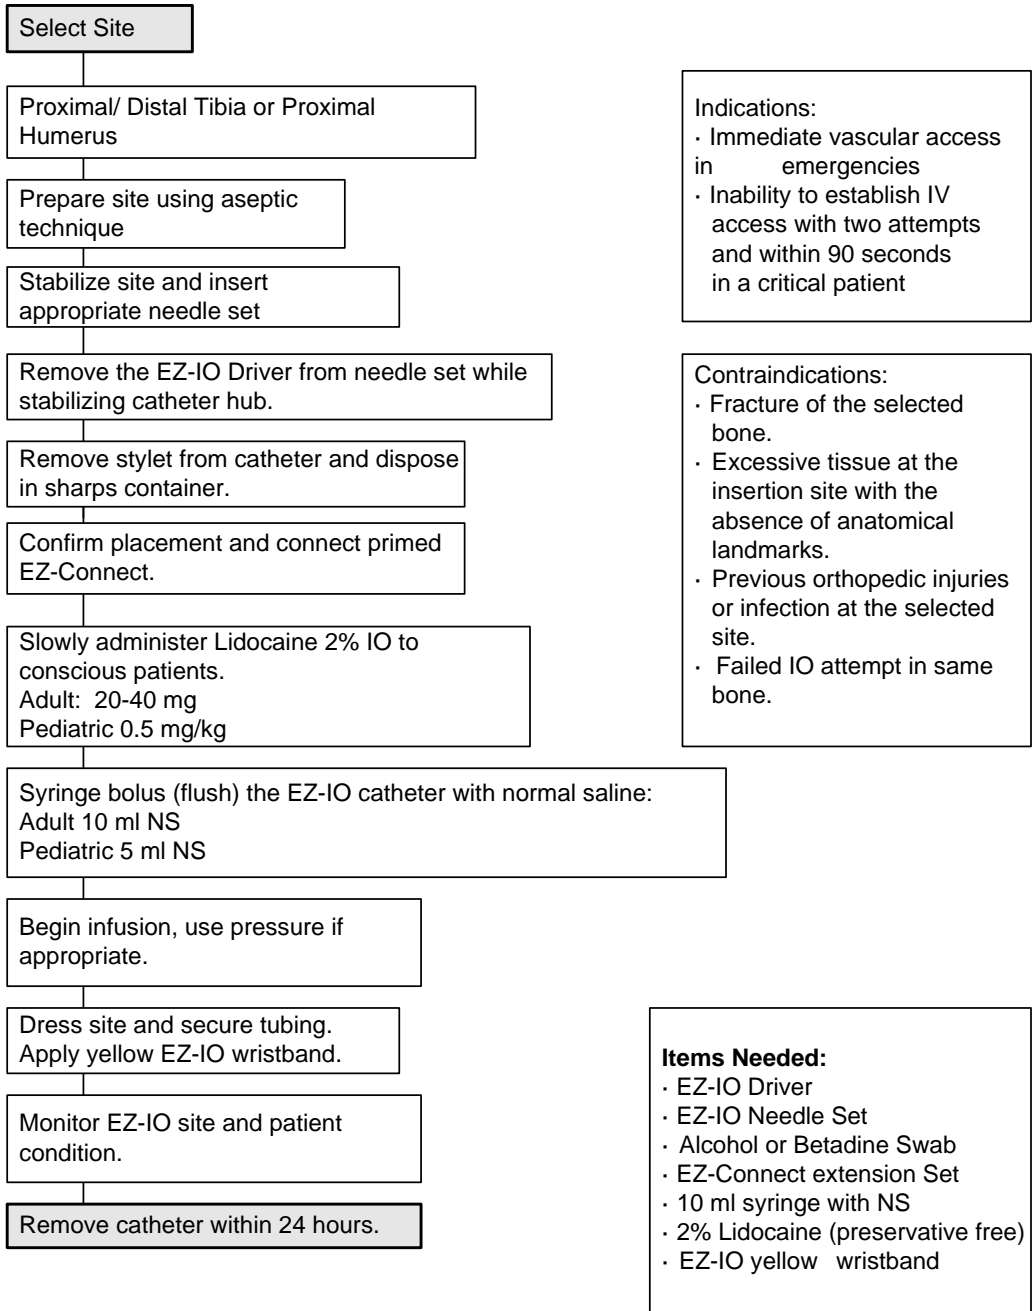 Select Site
Proximal/ Distal Tibia or Proximal
Humerus
Prepare site using aseptic
technique
Stabilize site and insert
appropriate needle set
Remove the EZ-IO Driver from needle set while
stabilizing catheter hub.
Remove stylet from catheter and dispose
in sharps container.
Confirm placement and connect primed
EZ-Connect.
Slowly administer Lidocaine 2% IO to
conscious patients.
Adult: 20-40 mg
Pediatric 0.5 mg/kg
Syringe bolus (flush) the EZ-IO catheter with normal saline:
Adult 10 ml NS
Pediatric 5 ml NS
Begin infusion, use pressure if
appropriate.
Dress site and secure tubing.
Apply yellow EZ-IO wristband.
Monitor EZ-IO site and patient
condition.
Remove catheter within 24 hours.
Indications:
· Immediate vascular access
in emergencies
· Inability to establish IV
access with two attempts
and within 90 seconds
in a critical patient
Contraindications:
· Fracture of the selected
bone.
· Excessive tissue at the
insertion site with the
absence of anatomical
landmarks.
· Previous orthopedic injuries
or infection at the selected
site.
· Failed IO attempt in same
bone.
Items Needed:
· EZ-IO Driver
· EZ-IO Needle Set
· Alcohol or Betadine Swab
· EZ-Connect extension Set
· 10 ml syringe with NS
· 2% Lidocaine (preservative free)
· EZ-IO yellow wristband